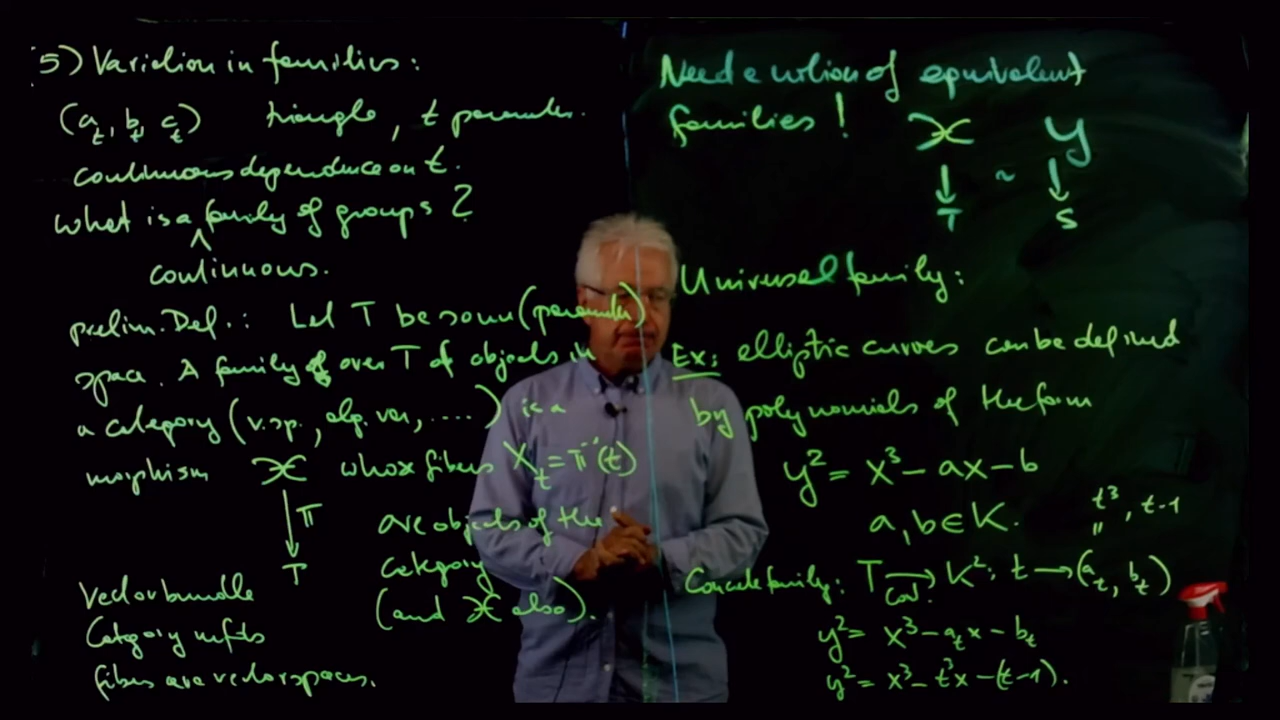 5) Variation in families:
(a_t, b_t, c_t) triangle, t parameter.
continuous dependence on t.
What is a family of groups?
^
continuous.
prelim. Def.: Let T be some (parameter)
space. A family of over T of objects in
a category (v.sp., alg. var, ....) is a
morphism 𝒳 whose fibers X_t = π⁻¹(t)
↓ π are objects of the
T category
(and 𝒳 also).
Vector bundle
Category mfds
fibers are vector spaces.
Need a notion of equivalent
families! 𝒳 y
↓ ~ ↓
T S
Universal family:
Ex: elliptic curves can be defined
by polynomials of the form
y² = x³ - ax - b
a, b ∈ K.
t³, t-1
"
Concrete family: T → K²: t → (a_t, b_t)
cont.
y² = x³ - a_t x - b_t
y² = x³ - t³x - (t-1).